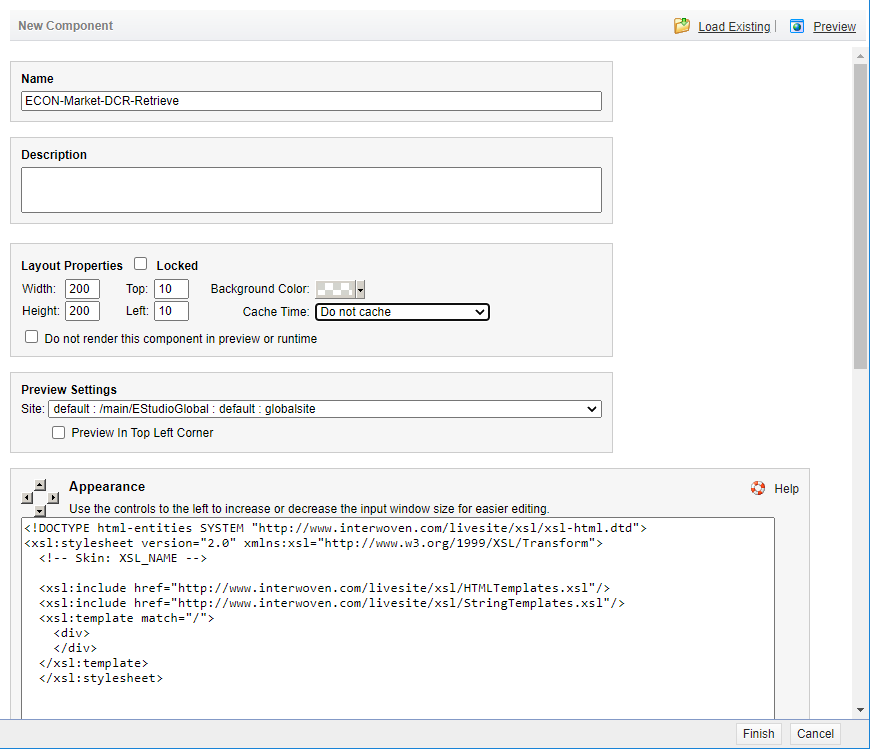 New Component
Load Existing | Preview
Name
ECON-Market-DCR-Retrieve
Description
Layout Properties Locked
Width: 200 Top: 10 Background Color:
Height: 200 Left: 10 Cache Time: Do not cache
Do not render this component in preview or runtime
Preview Settings
Site: default : /main/EStudioGlobal : default : globalsite
Preview In Top Left Corner
Appearance
Help
Use the controls to the left to increase or decrease the input window size for easier editing.
<!DOCTYPE html-entities SYSTEM "http://www.interwoven.com/livesite/xsl/xsl-html.dtd">
<xsl:stylesheet version="2.0" xmlns:xsl="http://www.w3.org/1999/XSL/Transform">
<!-- Skin: XSL_NAME -->
<xsl:include href="http://www.interwoven.com/livesite/xsl/HTMLTemplates.xsl"/>
<xsl:include href="http://www.interwoven.com/livesite/xsl/StringTemplates.xsl"/>
<xsl:template match="/">
<div>
</div>
</xsl:template>
</xsl:stylesheet>
Finish Cancel